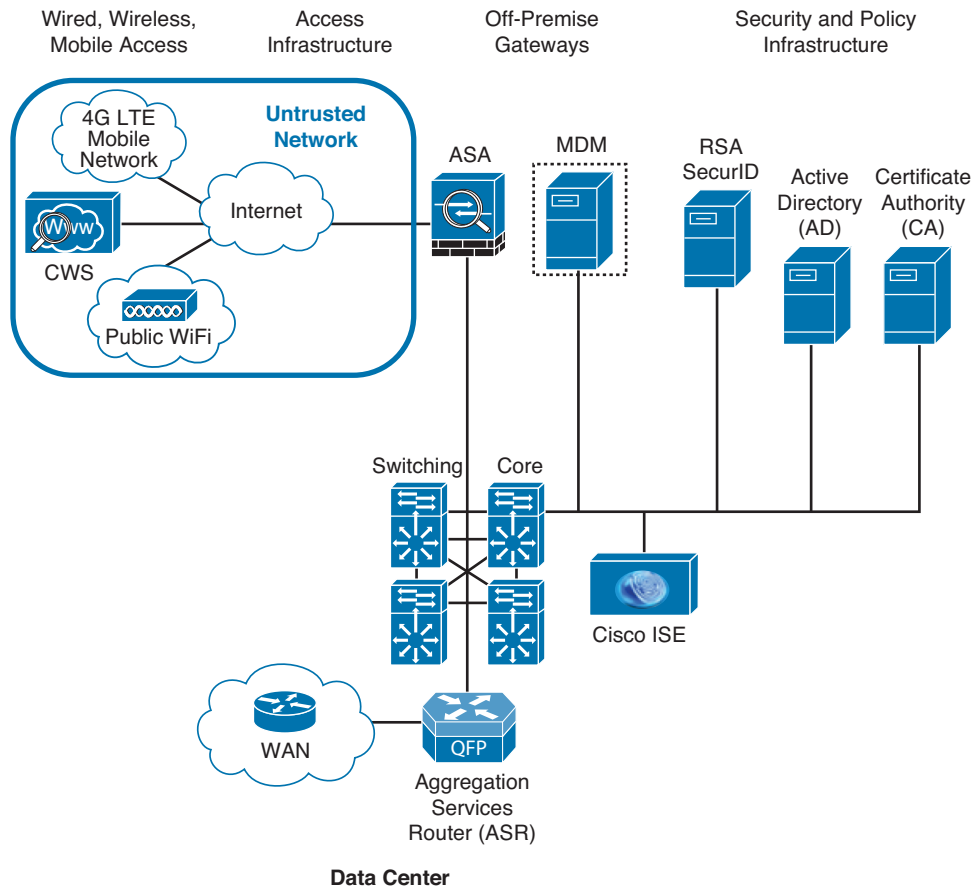 Wired, Wireless,
Mobile Access
Access
Infrastructure
Off-Premise
Gateways
Security and Policy
Infrastructure
4G LTE
Mobile
Network
Untrusted
Network
Internet
Www
CWS
Public WiFi
ASA
MDM
RSA
SecurID
Active
Directory
(AD)
Certificate
Authority
(CA)
Switching
Core
Cisco ISE
WAN
QFP
Aggregation
Services
Router (ASR)
Data Center